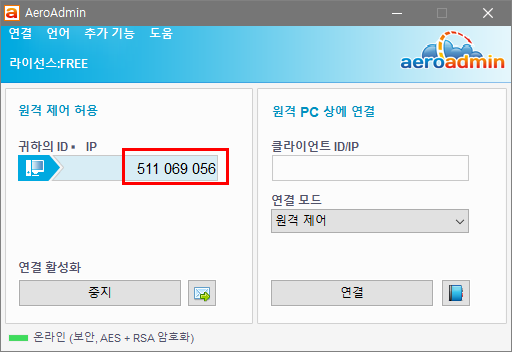 AeroAdmin
연결 언어 추가 기능 도움
라이선스:FREE
aeroadmin
원격 제어 허용
귀하의 ID ▪ IP
511 069 056
연결 활성화
중지
원격 PC 상에 연결
클라이언트 ID/IP
연결 모드
원격 제어
연결
온라인 (보안, AES + RSA 암호화)